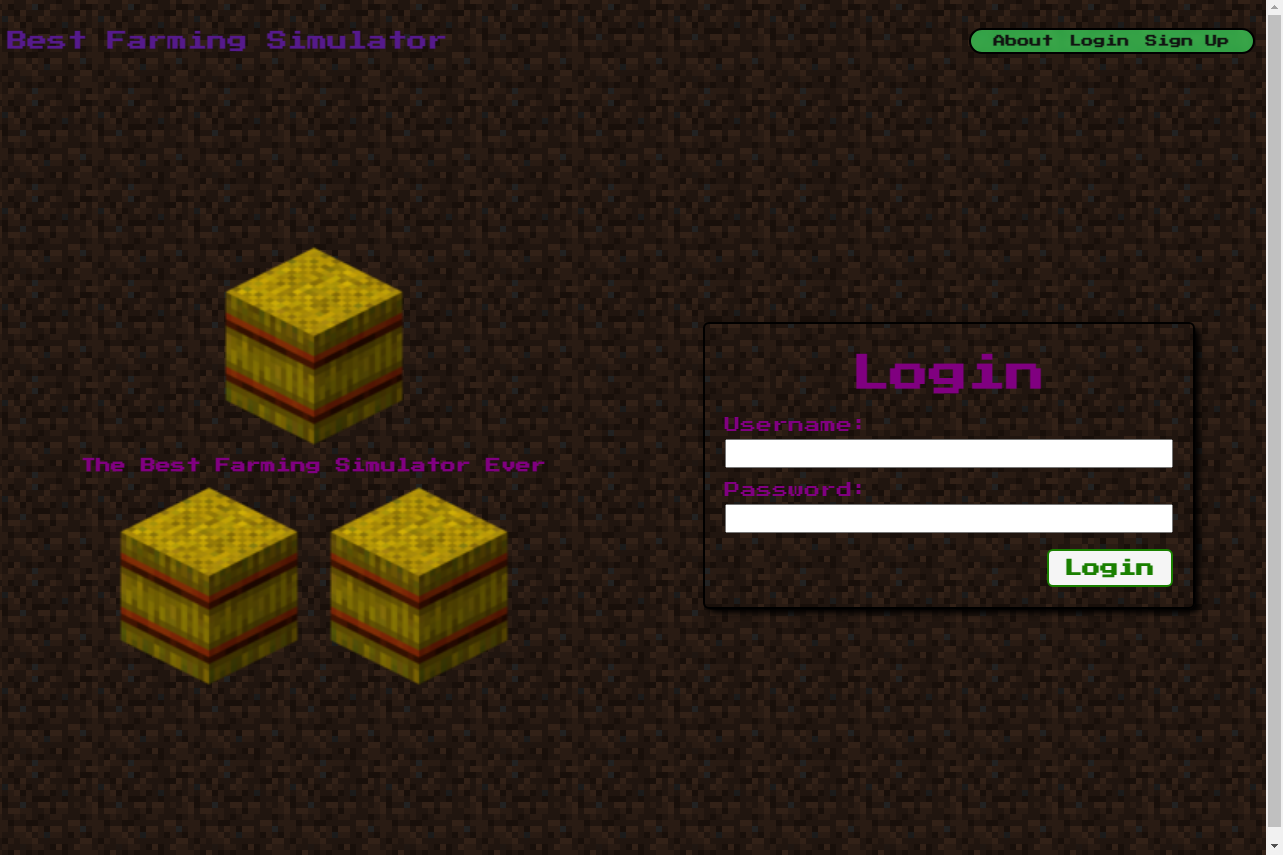 Best Farming Simulator
About Login Sign Up
The Best Farming Simulator Ever
Login
Username:
Password:
Login